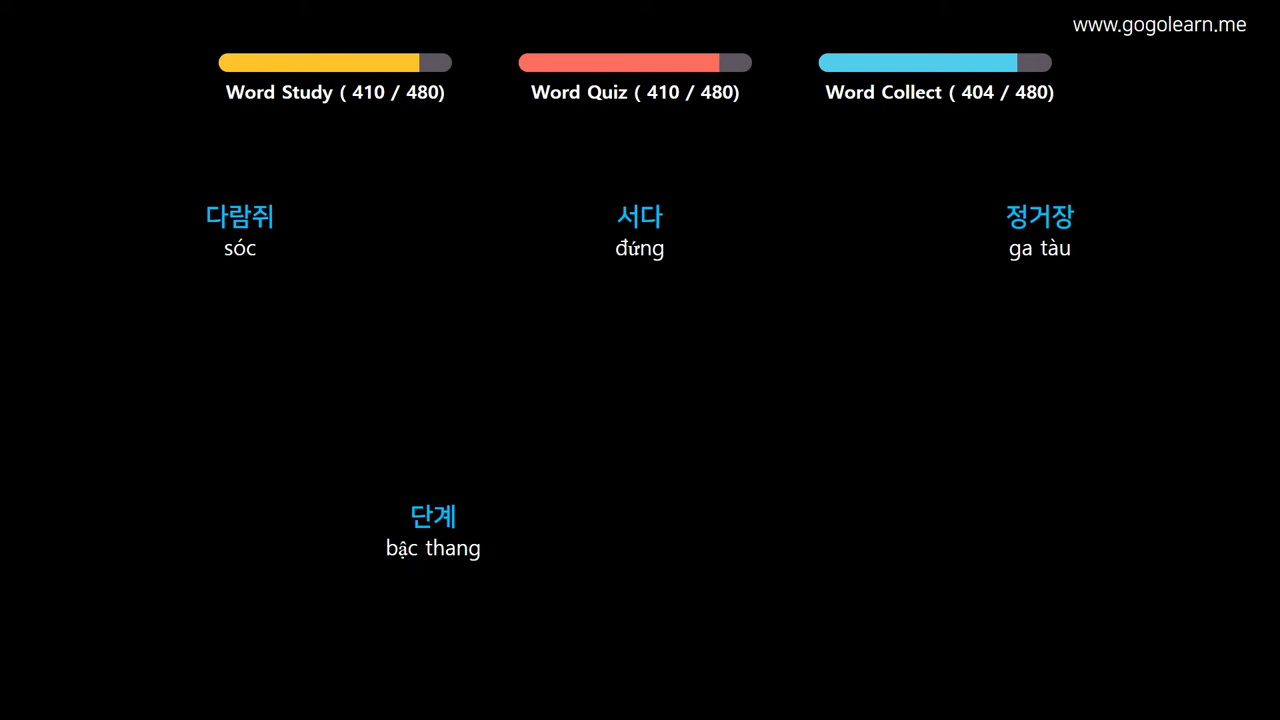 www.gogolearn.me
Word Study ( 410 / 480)
Word Quiz ( 410 / 480)
Word Collect ( 404 / 480)
다람쥐
sóc
서다
đứng
정거장
ga tàu
단계
bậc thang